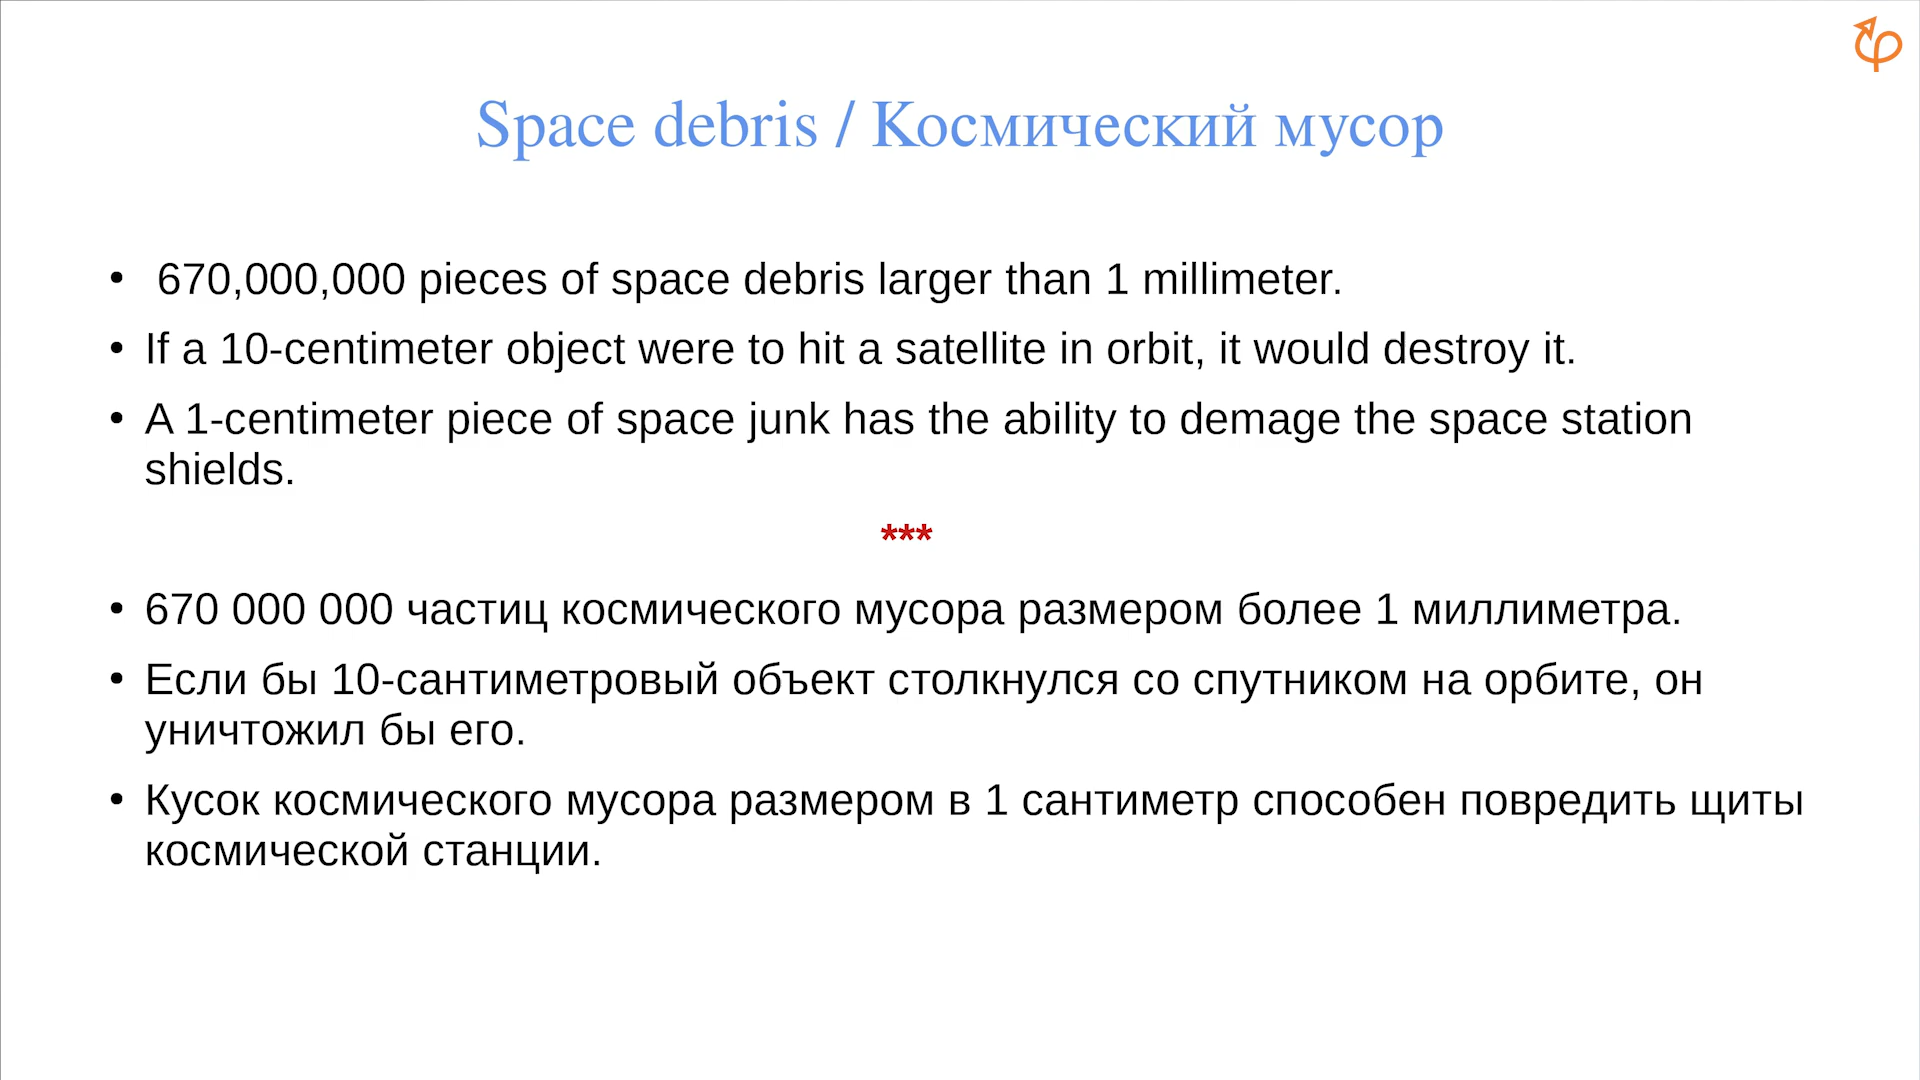 Space debris / Космический мусор
• 670,000,000 pieces of space debris larger than 1 millimeter.
• If a 10-centimeter object were to hit a satellite in orbit, it would destroy it.
• A 1-centimeter piece of space junk has the ability to demage the space station
shields.
***
• 670 000 000 частиц космического мусора размером более 1 миллиметра.
• Если бы 10-сантиметровый объект столкнулся со спутником на орбите, он
уничтожил бы его.
• Кусок космического мусора размером в 1 сантиметр способен повредить щиты
космической станции.